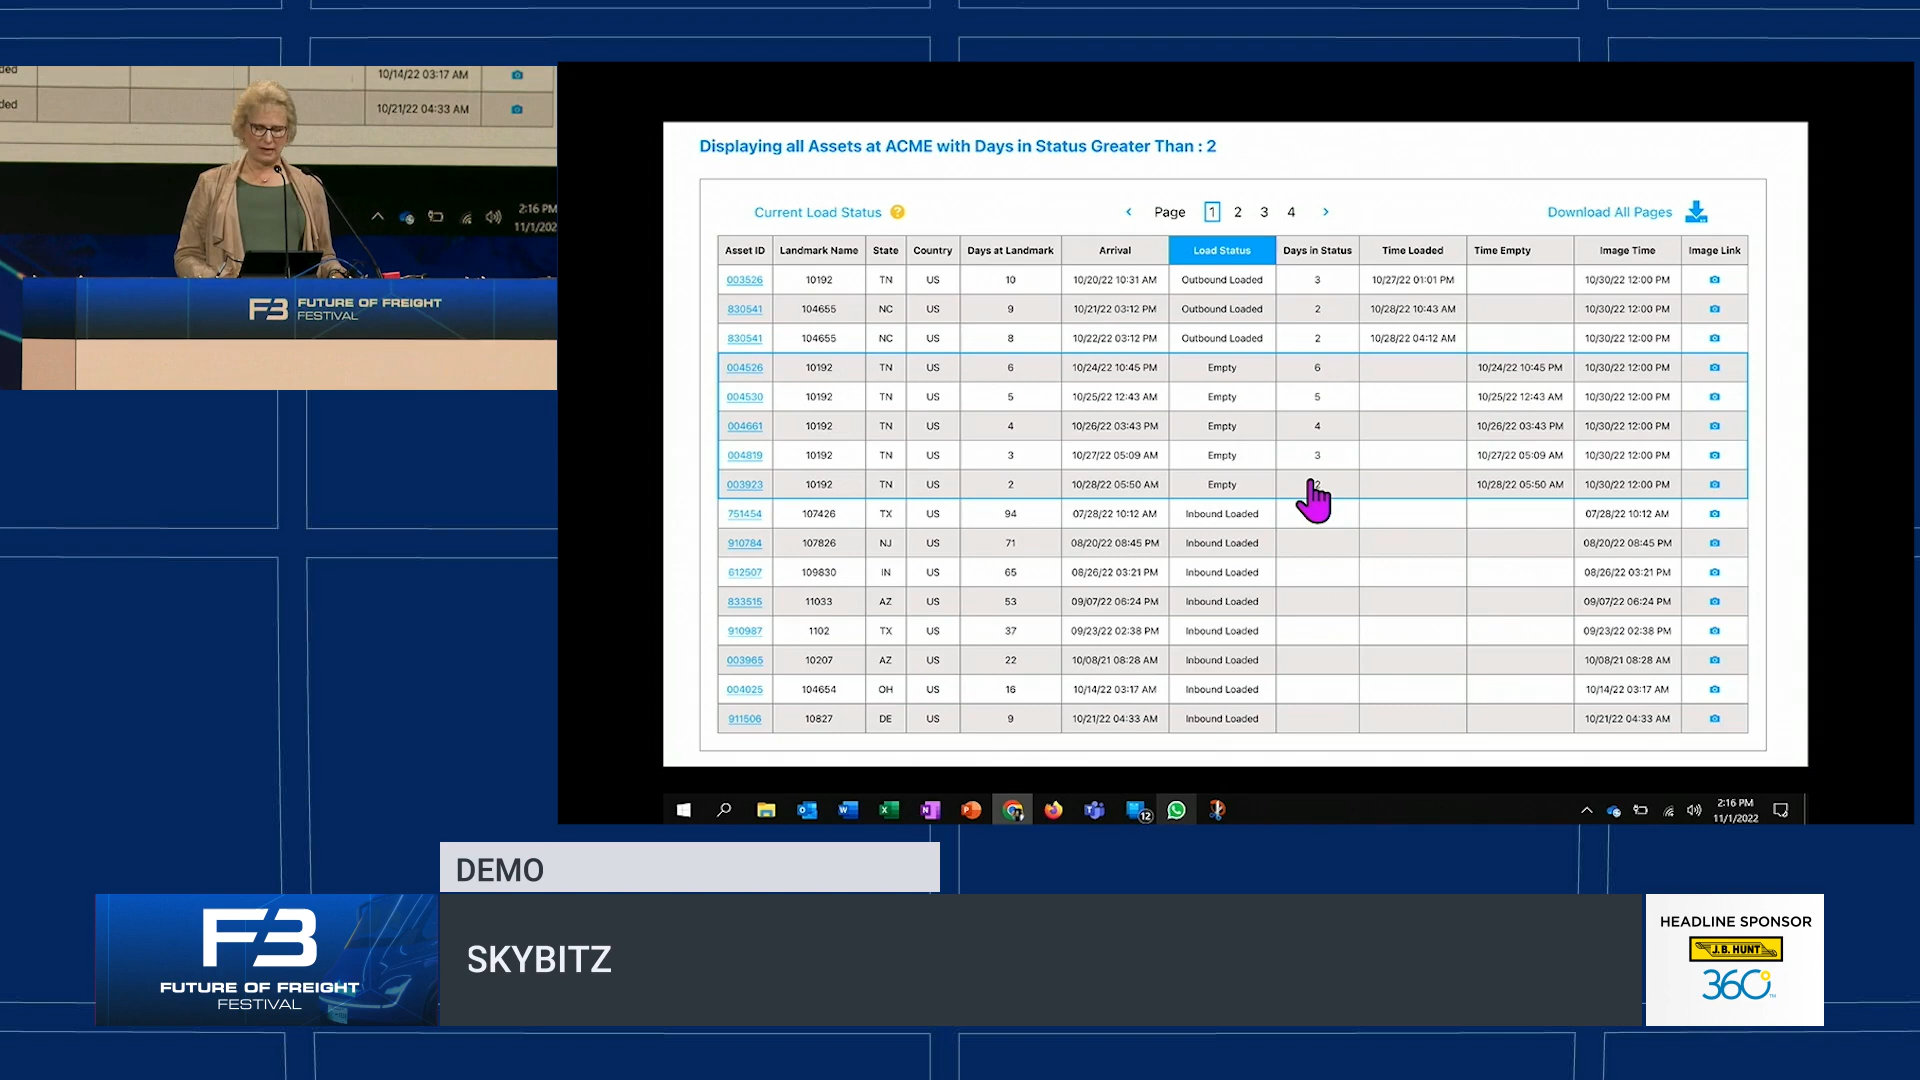 ded
10/14/22 03:17 AM
ded
10/21/22 04:33 AM
2:16 PM
11/1/202
F3 FUTURE OF FREIGHT
FESTIVAL
Displaying all Assets at ACME with Days in Status Greater Than : 2
Current Load Status ?
< Page 1 2 3 4 >
Download All Pages
Asset ID Landmark Name State Country Days at Landmark Arrival Load Status Days in Status Time Loaded Time Empty Image Time Image Link
003526 10192 TN US 10 10/20/22 10:31 AM Outbound Loaded 3 10/27/22 01:01 PM 10/30/22 12:00 PM
830541 104655 NC US 9 10/21/22 03:12 PM Outbound Loaded 2 10/28/22 10:43 AM 10/30/22 12:00 PM
830541 104655 NC US 8 10/22/22 03:12 PM Outbound Loaded 2 10/28/22 04:12 AM 10/30/22 12:00 PM
004526 10192 TN US 6 10/24/22 10:45 PM Empty 6 10/24/22 10:45 PM 10/30/22 12:00 PM
004530 10192 TN US 5 10/25/22 12:43 AM Empty 5 10/25/22 12:43 AM 10/30/22 12:00 PM
004661 10192 TN US 4 10/26/22 03:43 PM Empty 4 10/26/22 03:43 PM 10/30/22 12:00 PM
004819 10192 TN US 3 10/27/22 05:09 AM Empty 3 10/27/22 05:09 AM 10/30/22 12:00 PM
003923 10192 TN US 2 10/28/22 05:50 AM Empty 2 10/28/22 05:50 AM 10/30/22 12:00 PM
751454 107426 TX US 94 07/28/22 10:12 AM Inbound Loaded 07/28/22 10:12 AM
910784 107826 NJ US 71 08/20/22 08:45 PM Inbound Loaded 08/20/22 08:45 PM
612507 109830 IN US 65 08/26/22 03:21 PM Inbound Loaded 08/26/22 03:21 PM
833515 11033 AZ US 53 09/07/22 06:24 PM Inbound Loaded 09/07/22 06:24 PM
910987 1102 TX US 37 09/23/22 02:38 PM Inbound Loaded 09/23/22 02:38 PM
003965 10207 AZ US 22 10/08/21 08:28 AM Inbound Loaded 10/08/21 08:28 AM
004025 104654 OH US 16 10/14/22 03:17 AM Inbound Loaded 10/14/22 03:17 AM
911506 10827 DE US 9 10/21/22 04:33 AM Inbound Loaded 10/21/22 04:33 AM
12
2:16 PM
11/1/2022
DEMO
SKYBITZ
F3
FUTURE OF FREIGHT
FESTIVAL
HEADLINE SPONSOR
J.B. HUNT
360°